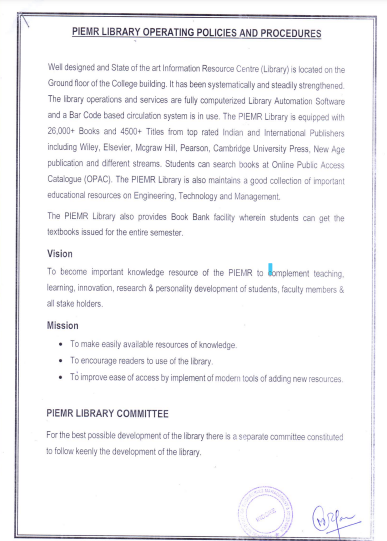 PIEMR LIBRARY OPERATING POLICIES AND PROCEDURES
Well designed and State of the art Information Resource Centre (Library) is located on the
Ground floor of the College building. It has been systematically and steadily strengthened.
The library operations and services are fully computerized Library Automation Software
and a Bar Code based circulation system is in use. The PIEMR Library is equipped with
26,000+ Books and 4500+ Titles from top rated Indian and International Publishers
including Wiley, Elsevier, Mcgraw Hill, Pearson, Cambridge University Press, New Age
publication and different streams. Students can search books at Online Public Access
Catalogue (OPAC). The PIEMR Library is also maintains a good collection of important
educational resources on Engineering, Technology and Management.
The PIEMR Library also provides Book Bank facility wherein students can get the
textbooks issued for the entire semester.
Vision
To become important knowledge resource of the PIEMR to complement teaching,
learning, innovation, research & personality development of students, faculty members &
all stake holders.
Mission
• To make easily available resources of knowledge.
• To encourage readers to use of the library.
• To improve ease of access by implement of modern tools of adding new resources.
PIEMR LIBRARY COMMITTEE
For the best possible development of the library there is a separate committee constituted
to follow keenly the development of the library.